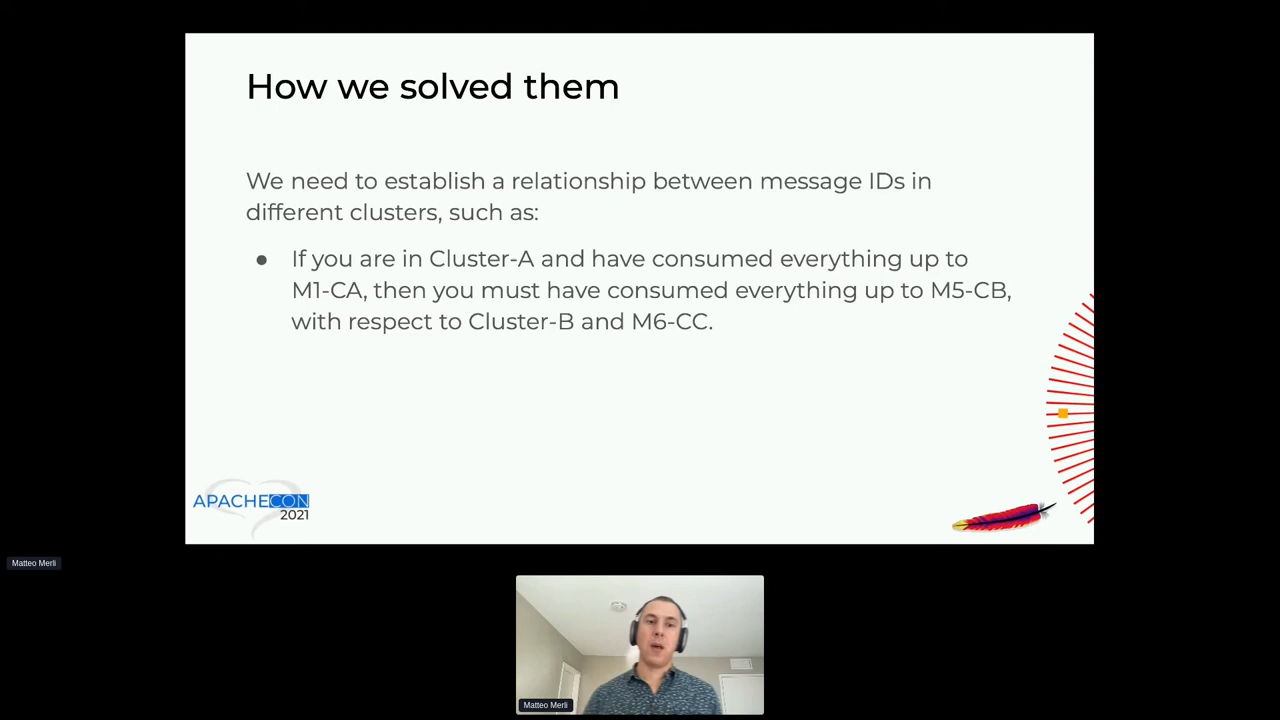 How we solved them
We need to establish a relationship between message IDs in
different clusters, such as:
● If you are in Cluster-A and have consumed everything up to
M1-CA, then you must have consumed everything up to M5-CB,
with respect to Cluster-B and M6-CC.
APACHECON
2021
Matteo Merli
Matteo Merli